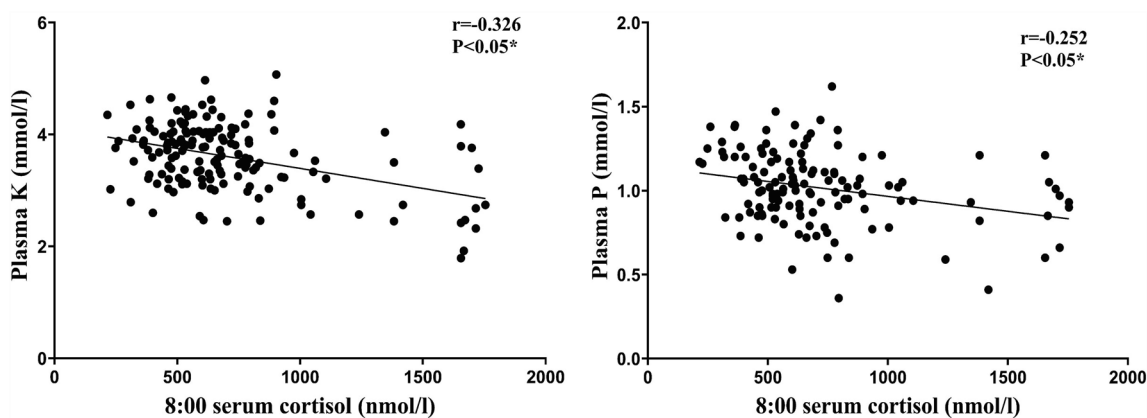 r=-0.326
P<0.05*
6
4
2
0
Plasma K (mmol/l)
0
500
1000
1500
2000
8:00 serum cortisol (nmol/l)
r=-0.252
P<0.05*
2.0
1.5
1.0
0.5
0.0
Plasma P (mmol/l)
0
500
1000
1500
2000
8:00 serum cortisol (nmol/l)